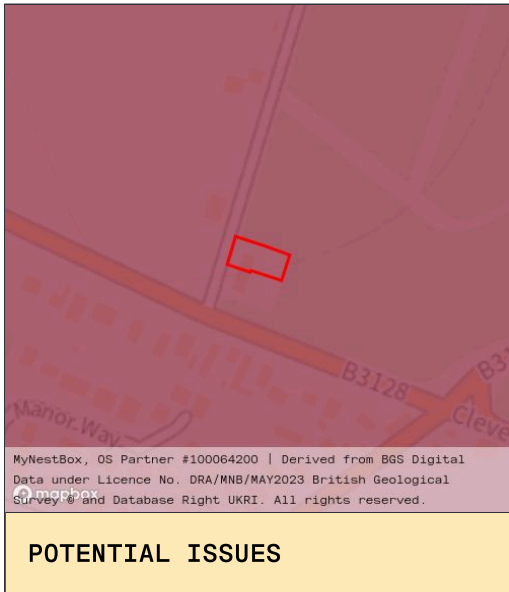 B3128
B31
Manor Way
Cleve
MyNestBox, OS Partner #100064200 | Derived from BGS Digital
Data under Licence No. DRA/MNB/MAY2023 British Geological
Survey © and Database Right UKRI. All rights reserved.
mapbox
POTENTIAL ISSUES